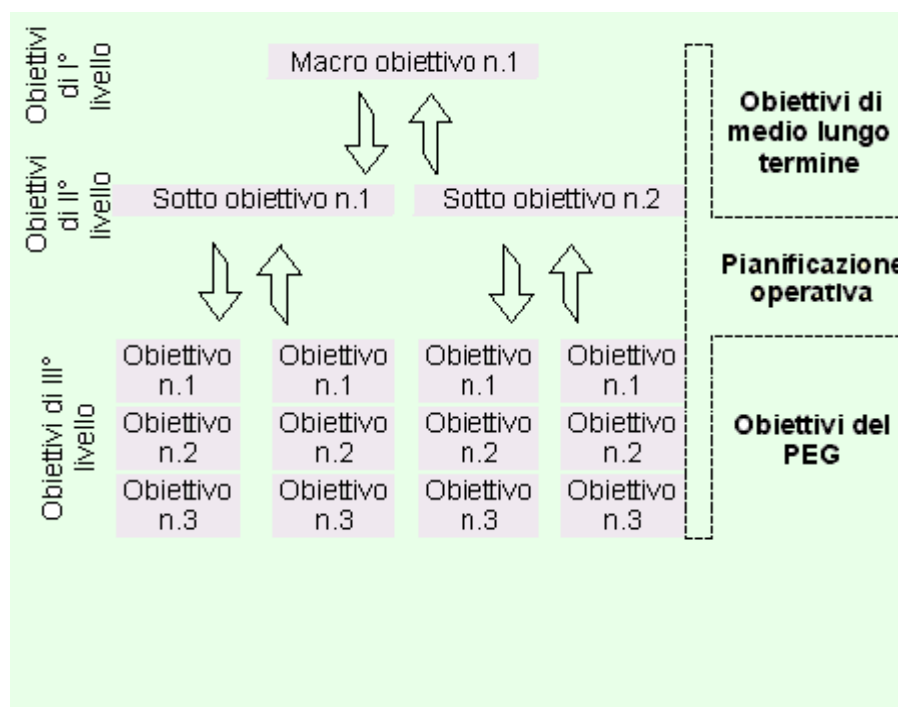 Obiettivi
di I°
livello
Macro obiettivo n.1
Obiettivi di
medio lungo
termine
Obiettivi
di II°
livello
Sotto obiettivo n.1
Sotto obiettivo n.2
Pianificazione
operativa
Obiettivi di III°
livello
Obiettivo
n.1
Obiettivo
n.1
Obiettivo
n.1
Obiettivo
n.1
Obiettivo
n.2
Obiettivo
n.2
Obiettivo
n.2
Obiettivo
n.2
Obiettivo
n.3
Obiettivo
n.3
Obiettivo
n.3
Obiettivo
n.3
Obiettivi del
PEG